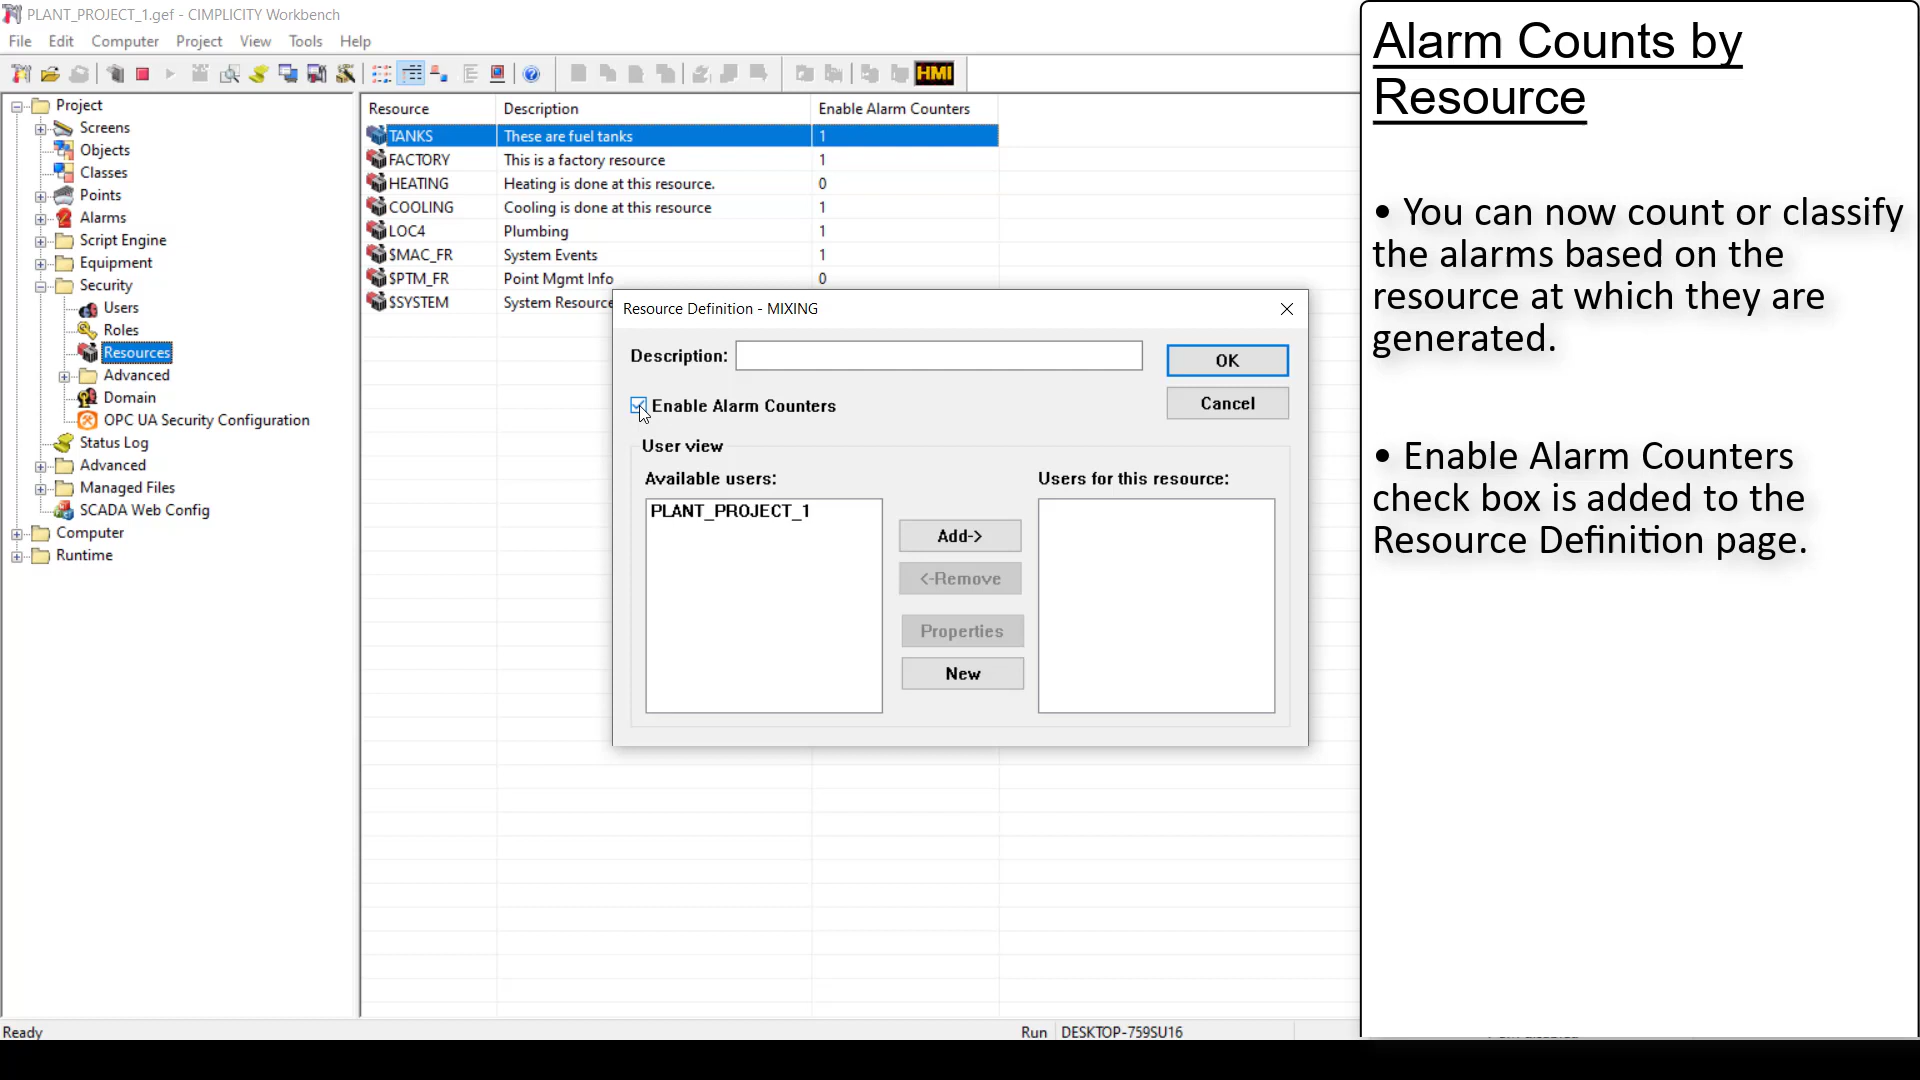 PLANT_PROJECT_1.gef - CIMPLICITY Workbench
File Edit Computer Project View Tools Help
HMI
Project
Screens
Objects
Classes
Points
Alarms
Script Engine
Equipment
Security
Users
Roles
Resources
Advanced
Domain
OPC UA Security Configuration
Status Log
Advanced
Managed Files
SCADA Web Config
Computer
Runtime
Resource Description Enable Alarm Counters
TANKS These are fuel tanks 1
FACTORY This is a factory resource 1
HEATING Heating is done at this resource. 0
COOLING Cooling is done at this resource 1
LOC4 Plumbing 1
$MAC_FR System Events 1
$PTM_FR Point Mgmt Info 0
$SYSTEM System Resource
Resource Definition - MIXING
Description:
OK
Enable Alarm Counters
Cancel
User view
Available users:
Users for this resource:
PLANT_PROJECT_1
Add->
<-Remove
Properties
New
Ready
Run DESKTOP-759SU16
Alarm Counts by
Resource
• You can now count or classify
the alarms based on the
resource at which they are
generated.
• Enable Alarm Counters
check box is added to the
Resource Definition page.